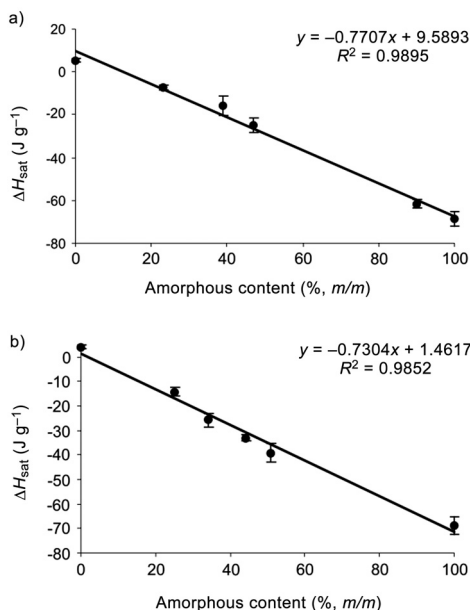 a)
y = –0.7707x + 9.5893
R² = 0.9895
20
0
-20
-40
-60
-80
ΔHsat (J g–1)
0 20 40 60 80 100
Amorphous content (%, m/m)
b)
y = –0.7304x + 1.4617
R² = 0.9852
0
-10
-20
-30
-40
-50
-60
-70
-80
ΔHsat (J g–1)
0 20 40 60 80 100
Amorphous content (%, m/m)